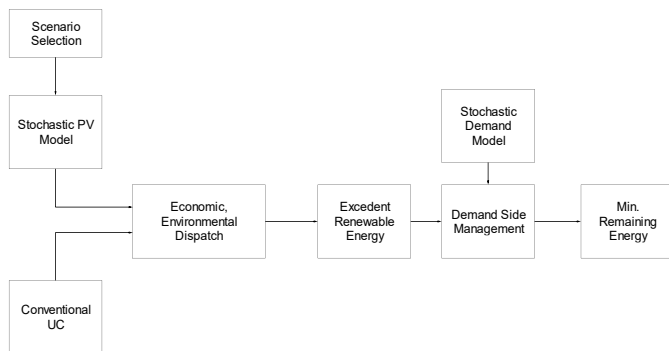 Scenario
Selection
Stochastic PV
Model
Stochastic
Demand
Model
Economic,
Environmental
Dispatch
Excedent
Renewable
Energy
Demand Side
Management
Min.
Remaining
Energy
Conventional
UC